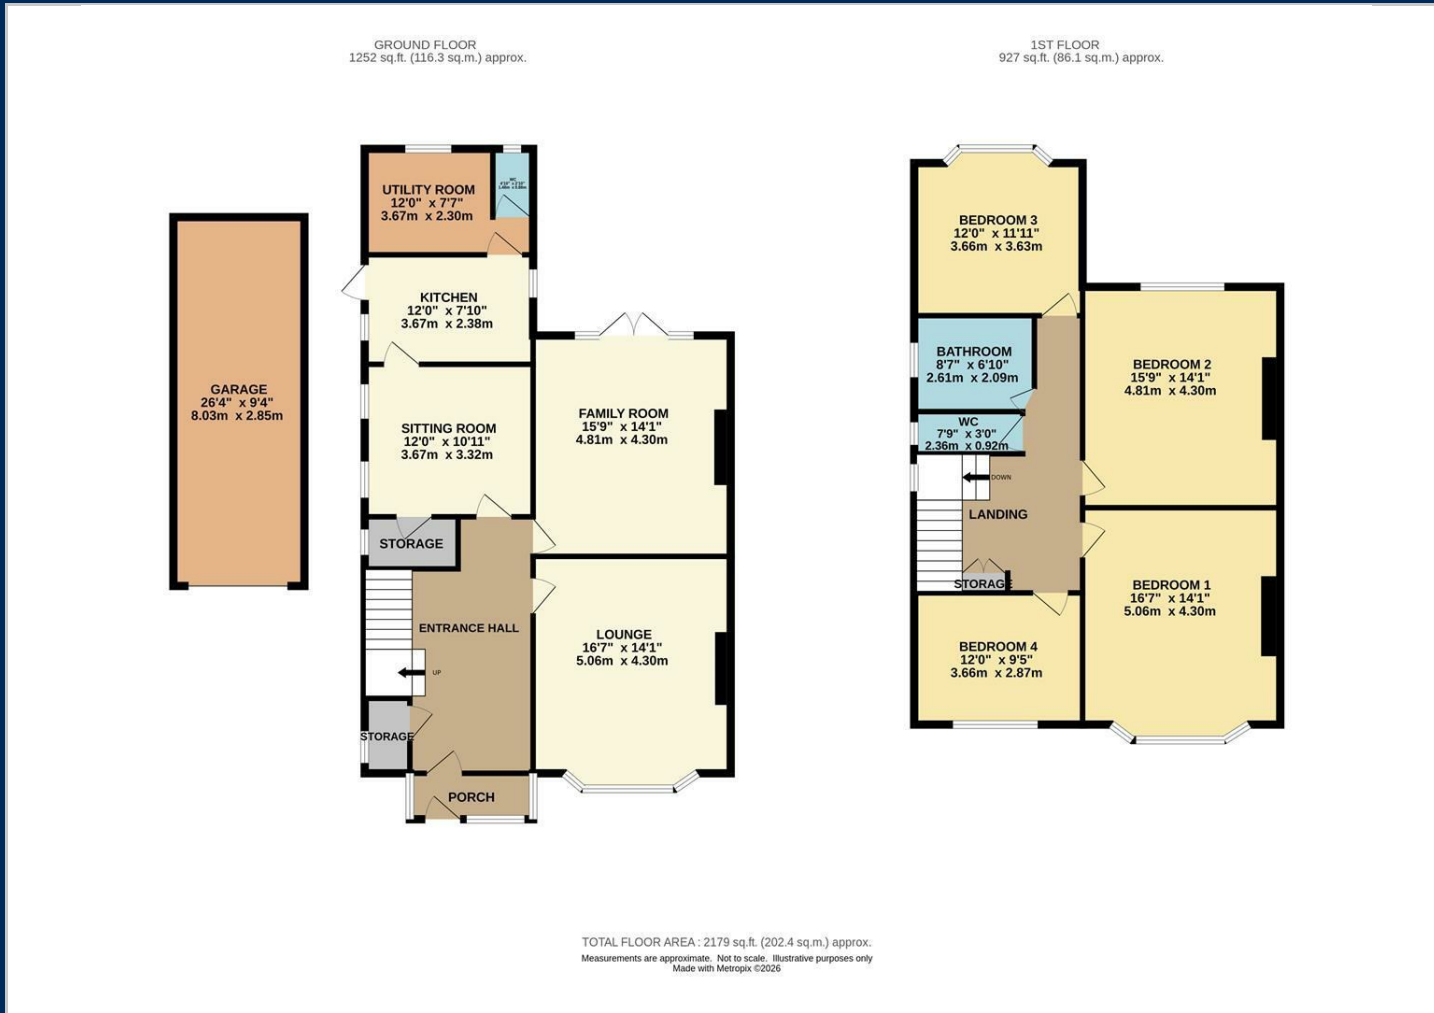 GROUND FLOOR
1252 sq.ft. (116.3 sq.m.) approx.
1ST FLOOR
927 sq.ft. (86.1 sq.m.) approx.
UTILITY ROOM
12'0" x 7'7"
3.67m x 2.30m
WC
KITCHEN
12'0" x 7'10"
3.67m x 2.38m
GARAGE
26'4" x 9'4"
8.03m x 2.85m
SITTING ROOM
12'0" x 10'11"
3.67m x 3.32m
FAMILY ROOM
15'9" x 14'1"
4.81m x 4.30m
STORAGE
ENTRANCE HALL
UP
LOUNGE
16'7" x 14'1"
5.06m x 4.30m
STORAGE
PORCH
BEDROOM 3
12'0" x 11'11"
3.66m x 3.63m
BATHROOM
8'7" x 6'10"
2.61m x 2.09m
BEDROOM 2
15'9" x 14'1"
4.81m x 4.30m
WC
7'9" x 3'0"
2.36m x 0.92m
DOWN
LANDING
STORAGE
BEDROOM 1
16'7" x 14'1"
5.06m x 4.30m
BEDROOM 4
12'0" x 9'5"
3.66m x 2.87m
TOTAL FLOOR AREA : 2179 sq.ft. (202.4 sq.m.) approx.
Measurements are approximate. Not to scale. Illustrative purposes only
Made with Metropix ©2026